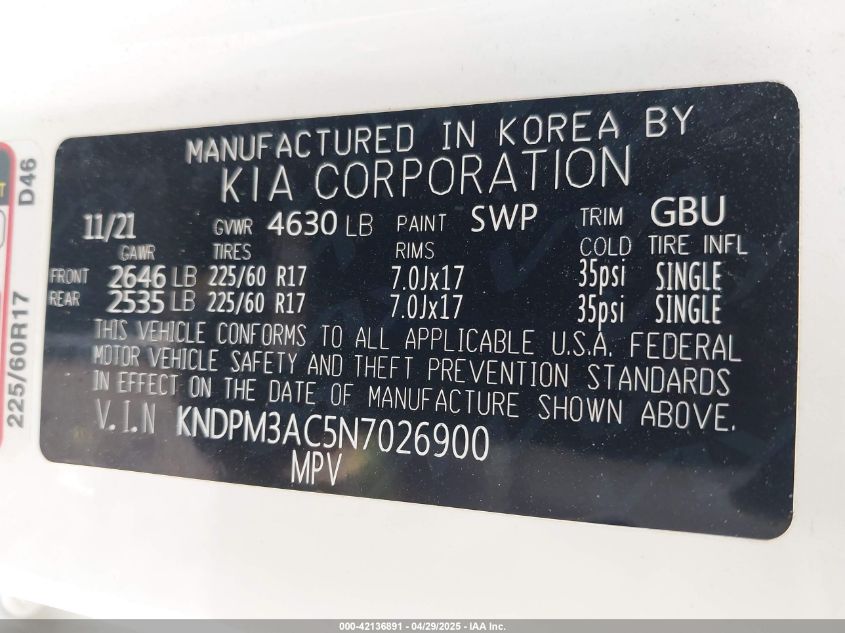 MANUFACTURED IN KOREA BY
KIA CORPORATION
11/21 GVWR 4630 LB PAINT SWP TRIM GBU
GAWR TIRES RIMS COLD TIRE INFL
FRONT 2646 LB 225/60 R17 7.0Jx17 35psi SINGLE
REAR 2535 LB 225/60 R17 7.0Jx17 35psi SINGLE
THIS VEHICLE CONFORMS TO ALL APPLICABLE U.S.A. FEDERAL
MOTOR VEHICLE SAFETY AND THEFT PREVENTION STANDARDS
IN EFFECT ON THE DATE OF MANUFACTURE SHOWN ABOVE.
V.I.N KNDPM3AC5N7026900
MPV
D46
225/60R17
225/60R17
000-42136891 - 04/29/2025 - IAA Inc.